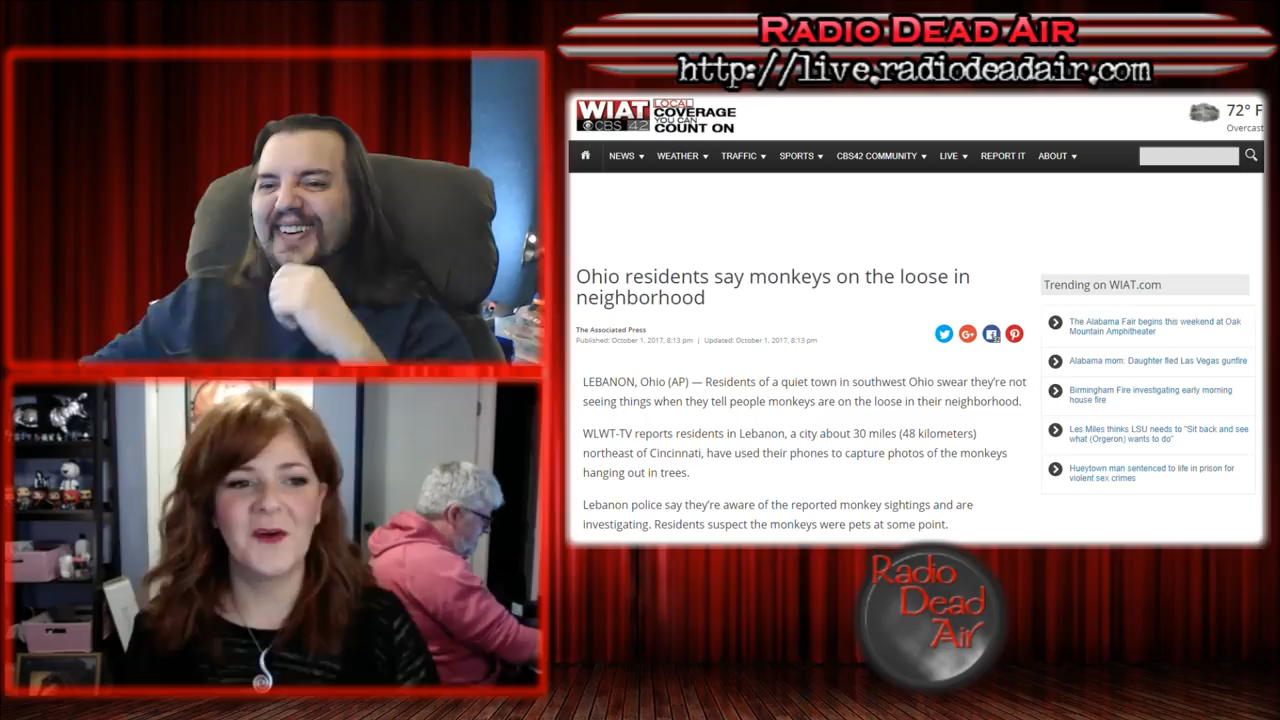 RADIO DEAD AIR
http://live.radiodeadair.com
WIAT
CBS 42
LOCAL
COVERAGE
YOU CAN
COUNT ON
72° F
Overcast
NEWS WEATHER TRAFFIC SPORTS CBS42 COMMUNITY LIVE REPORT IT ABOUT
Ohio residents say monkeys on the loose in
neighborhood
The Associated Press
Published: October 1, 2017, 8:13 pm | Updated: October 1, 2017, 8:13 pm
LEBANON, Ohio (AP) — Residents of a quiet town in southwest Ohio swear they're not
seeing things when they tell people monkeys are on the loose in their neighborhood.
WLWT-TV reports residents in Lebanon, a city about 30 miles (48 kilometers)
northeast of Cincinnati, have used their phones to capture photos of the monkeys
hanging out in trees.
Lebanon police say they're aware of the reported monkey sightings and are
investigating. Residents suspect the monkeys were pets at some point.
Trending on WIAT.com
The Alabama Fair begins this weekend at Oak
Mountain Amphitheater
Alabama mom: Daughter fled Las Vegas gunfire
Birmingham Fire investigating early morning
house fire
Les Miles thinks LSU needs to "Sit back and see
what (Orgeron) wants to do"
Hueytown man sentenced to life in prison for
violent sex crimes
Radio
Dead
Air